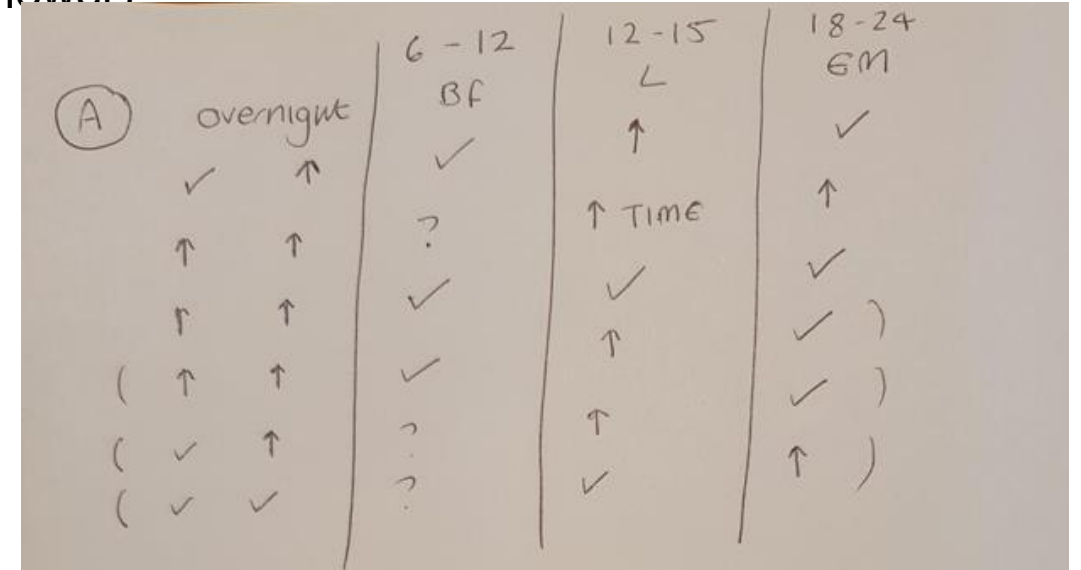 6 - 12 | 12-15 | 18-24
(A) overnight | BF | L | EM
✓ ↑ | ✓ | ↑ | ✓
↑ ↑ | ? | ↑ TIME | ↑
↑ ↑ | ✓ | ✓ | ✓
( ↑ ↑ | ✓ | ↑ | ✓ )
( ✓ ↑ | ? | ↑ | ✓ )
( ✓ ✓ | ? | ✓ | ↑ )